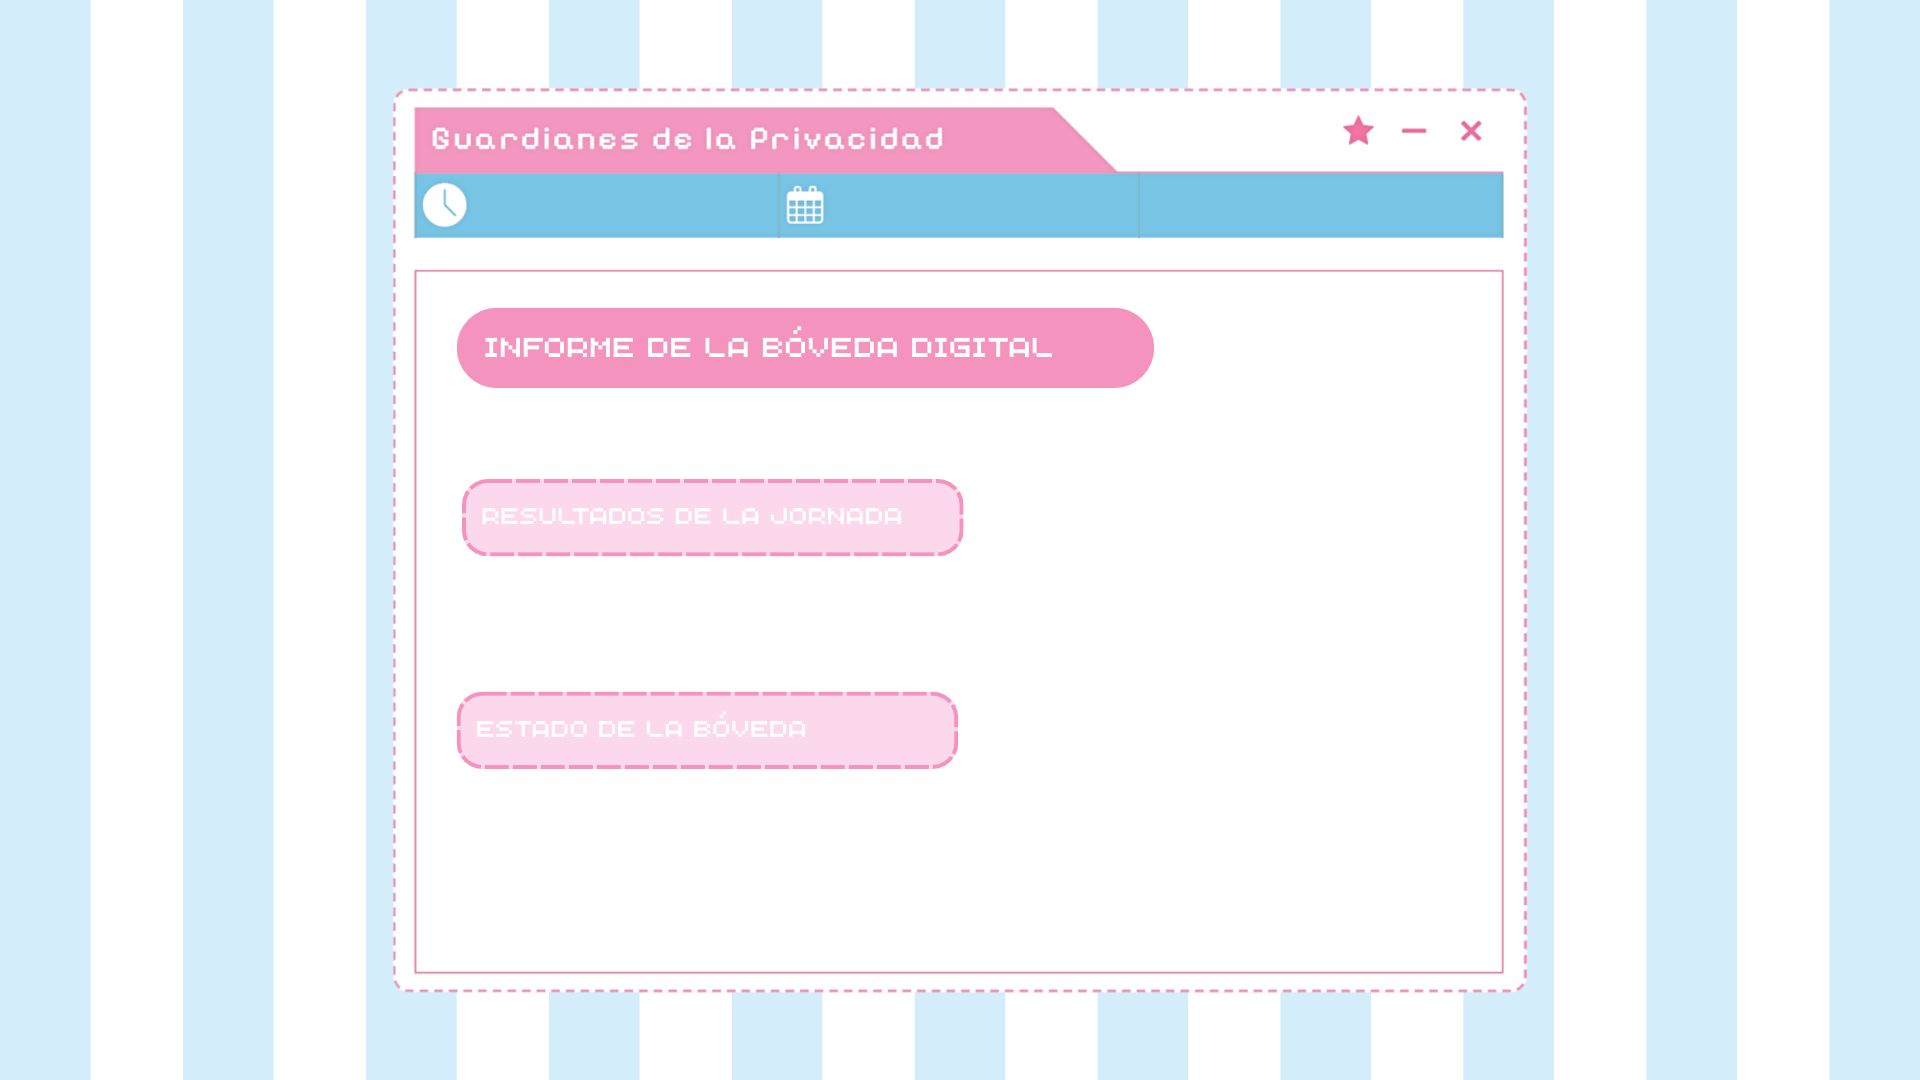 Guardianes de la Privacidad
INFORME DE LA BÓVEDA DIGITAL
RESULTADOS DE LA JORNADA
ESTADO DE LA BÓVEDA